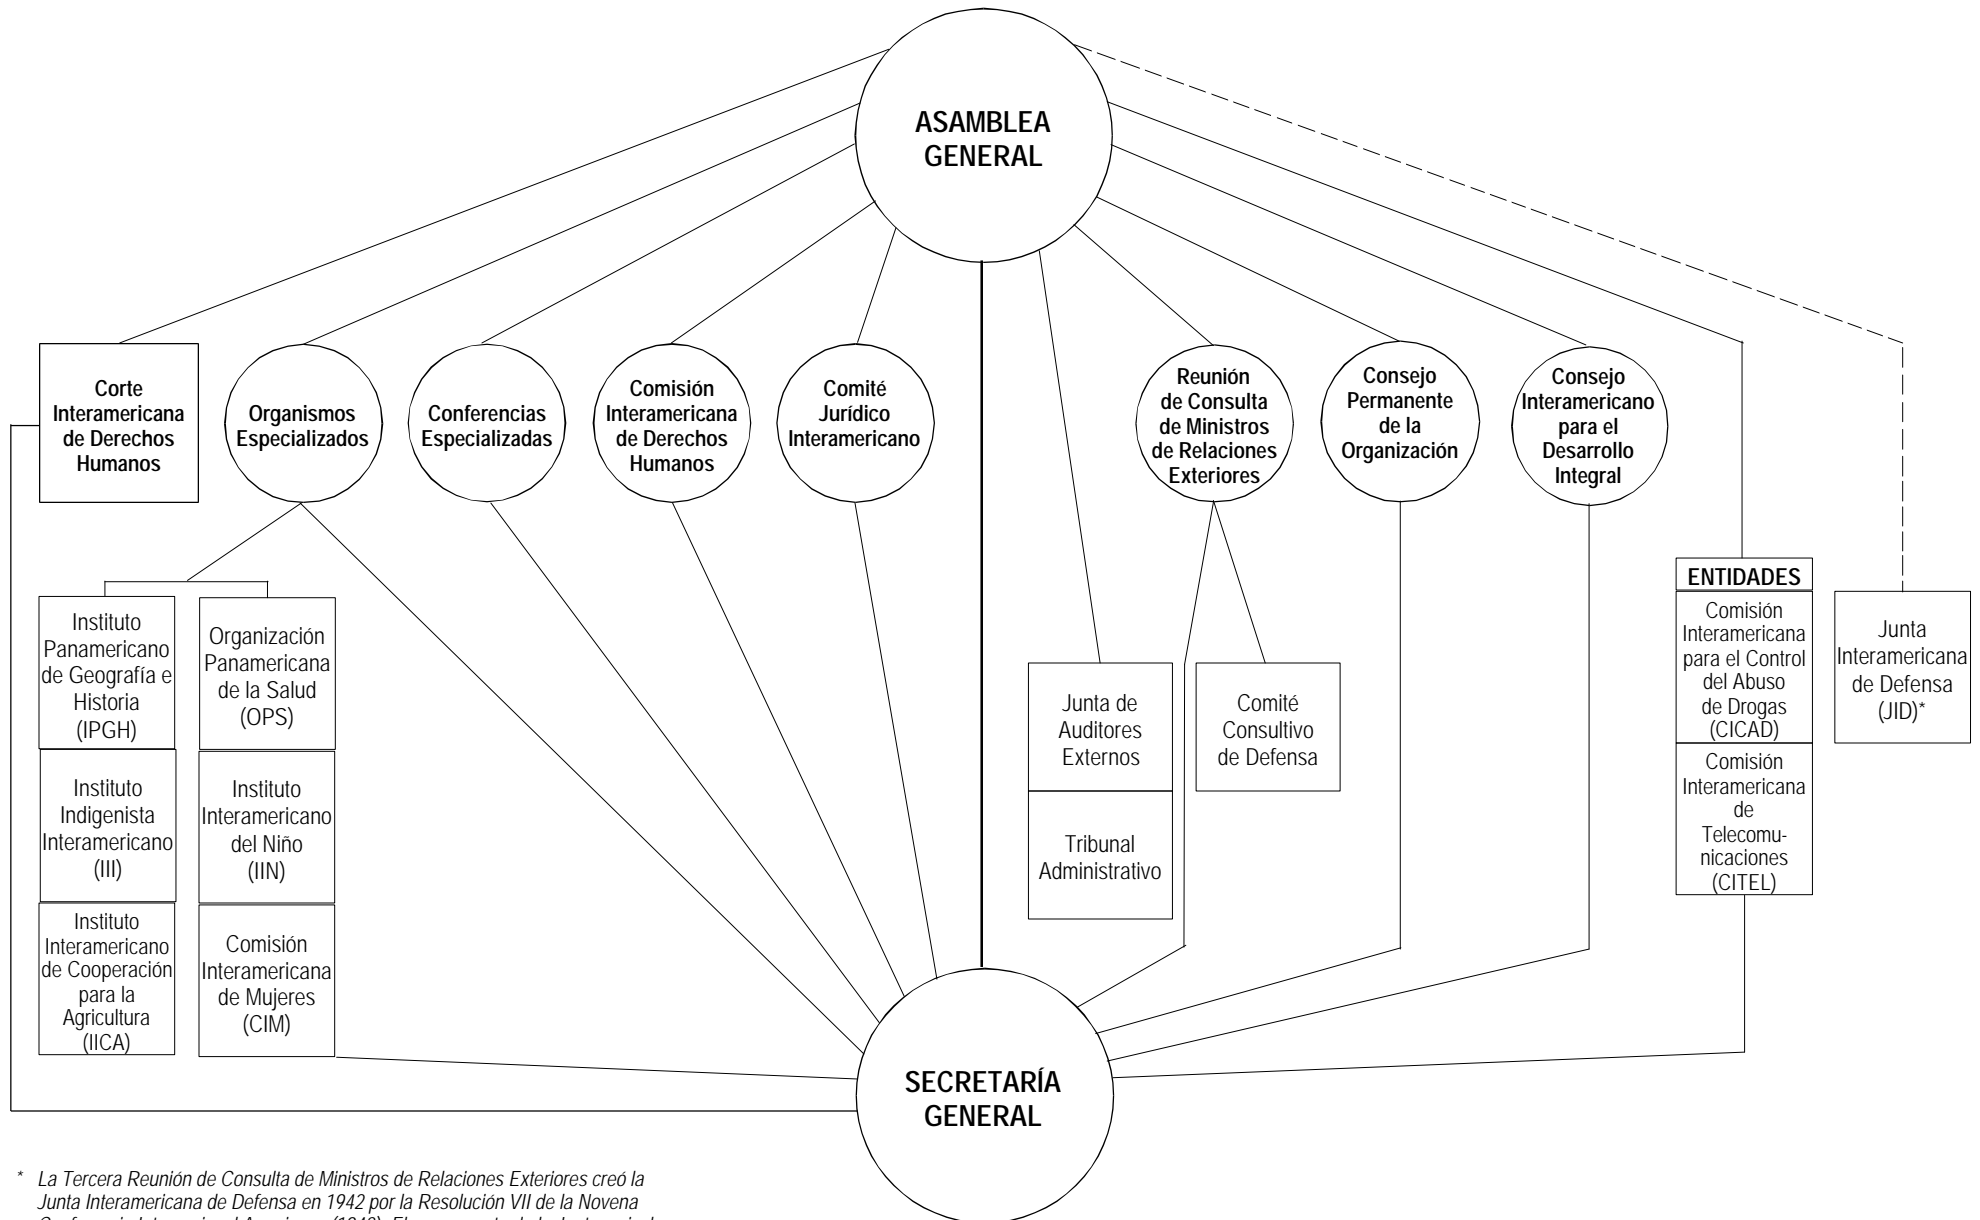 ASAMBLEA
GENERAL
Corte
Interamericana
de Derechos
Humanos
Organismos
Especializados
Conferencias
Especializadas
Comisión
Interamericana
de Derechos
Humanos
Comité
Jurídico
Interamericano
Reunión
de Consulta
de Ministros
de Relaciones
Exteriores
Consejo
Permanente
de la
Organización
Consejo
Interamericano
para el
Desarrollo
Integral
Instituto
Panamericano
de Geografía e
Historia
(IPGH)
Organización
Panamericana
de la Salud
(OPS)
Instituto
Indigenista
Interamericano
(III)
Instituto
Interamericano
del Niño
(IIN)
Instituto
Interamericano
de Cooperación
para la
Agricultura
(IICA)
Comisión
Interamericana
de Mujeres
(CIM)
Junta de
Auditores
Externos
Tribunal
Administrativo
Comité
Consultivo
de Defensa
ENTIDADES
Comisión
Interamericana
para el Control
del Abuso
de Drogas
(CICAD)
Comisión
Interamericana
de
Telecomu-
nicaciones
(CITEL)
Junta
Interamericana
de Defensa
(JID)*
SECRETARÍA
GENERAL
* La Tercera Reunión de Consulta de Ministros de Relaciones Exteriores creó la
Junta Interamericana de Defensa en 1942 por la Resolución VII de la Novena